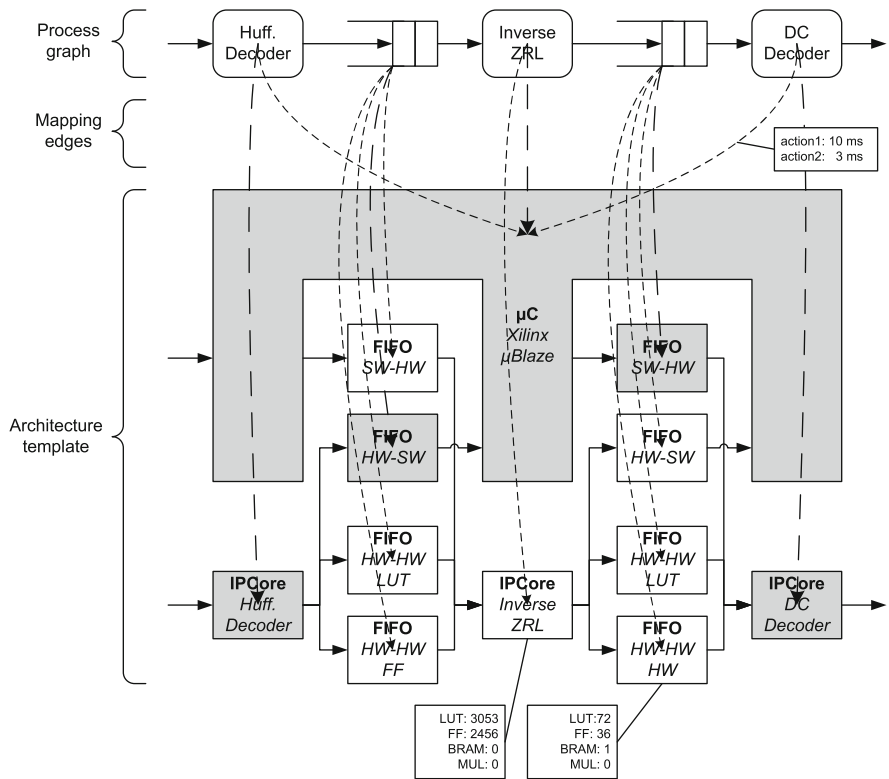 Process
graph
Huff.
Decoder
Inverse
ZRL
DC
Decoder
Mapping
edges
action1: 10 ms
action2: 3 ms
Architecture
template
µC
Xilinx
µBlaze
FIFO
SW-HW
FIFO
SW-HW
FIFO
HW-SW
FIFO
HW-SW
FIFO
HW-HW
LUT
FIFO
HW-HW
LUT
IPCore
Huff.
Decoder
IPCore
Inverse
ZRL
IPCore
DC
Decoder
FIFO
HW-HW
FF
FIFO
HW-HW
HW
LUT: 3053
FF: 2456
BRAM: 0
MUL: 0
LUT:72
FF: 36
BRAM: 1
MUL: 0